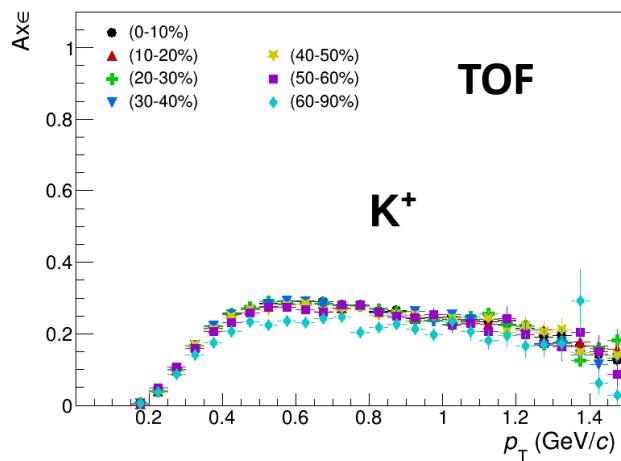 Axϵ
1
0.8
0.6
0.4
0.2
0
(0-10%)
(10-20%)
(20-30%)
(30-40%)
(40-50%)
(50-60%)
(60-90%)
TOF
K⁺
0.2 0.4 0.6 0.8 1 1.2 1.4
p_T (GeV/c)